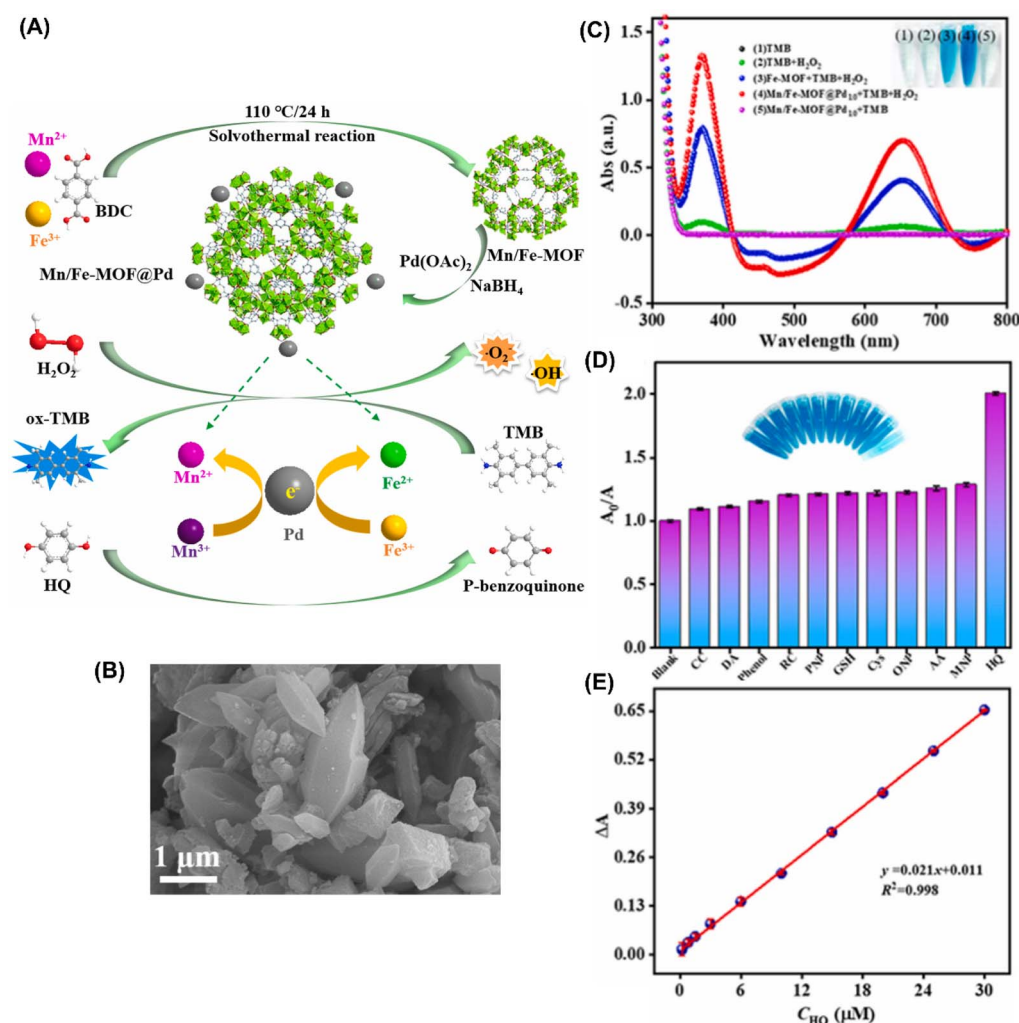 (A)
110 °C/24 h
Solvothermal reaction
Mn²⁺
BDC
Fe³⁺
Mn/Fe-MOF@Pd
Mn/Fe-MOF
Pd(OAc)₂
NaBH₄
H₂O₂
·O₂⁻
·OH
ox-TMB
TMB
Mn²⁺
Fe²⁺
e⁻
Mn³⁺
Pd
Fe³⁺
HQ
P-benzoquinone
(B)
1 μm
(C)
(1)TMB
(2)TMB+H₂O₂
(3)Fe-MOF+TMB+H₂O₂
(4)Mn/Fe-MOF@Pd₁.₀+TMB+H₂O₂
(5)Mn/Fe-MOF@Pd₁.₀+TMB
(1) (2) (3) (4) (5)
Abs (a.u.)
1.5
1.0
0.5
0.0
-0.5
300 400 500 600 700 800
Wavelength (nm)
(D)
A₀/A
2.0
1.5
1.0
0.5
0.0
Blank CC DA Phenol RC PNP GSH Cys ONP AA MNP HQ
(E)
ΔA
0.65
0.52
0.39
0.26
0.13
0.00
y =0.021x+0.011
R²=0.998
0 6 12 18 24 30
C_HQ (μM)